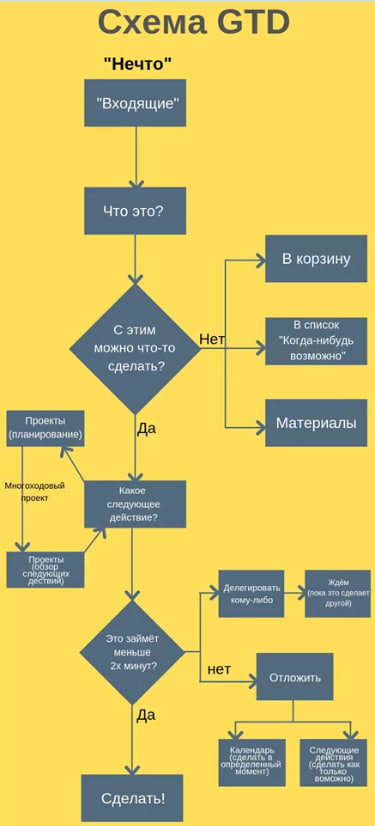 Схема GTD
"Нечто"
"Входящие"
Что это?
С этим
можно что-то
сделать?
Нет
В корзину
В список
"Когда-нибудь
возможно"
Материалы
Да
Проекты
(планирование)
Многоходовый
проект
Проекты
(обзор
следующих
дествий)
Какое
следующее
действие?
Это займёт
меньше
2х минут?
Делегировать
кому-либо
Ждём
(пока это сделает
другой)
нет
Отложить
Календарь
(сделать в
определенный
момент)
Следующие
действия
(сделать как
только
воможно)
Да
Сделать!